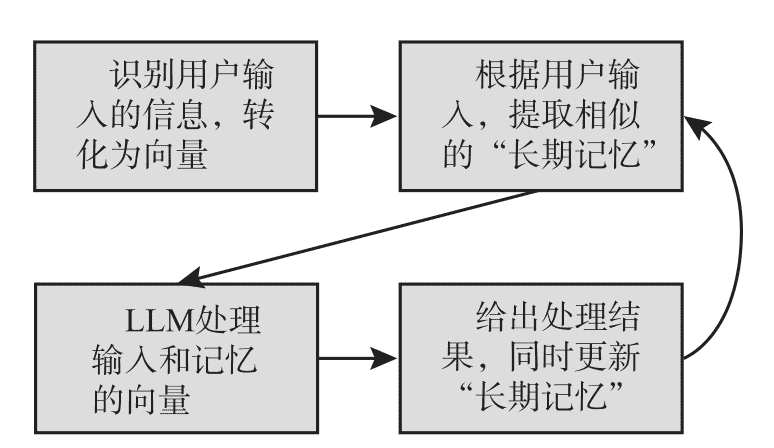 识别用户输
入的信息，转
化为向量
根据用户输
入，提取相似
的“长期记忆”
LLM处理
输入和记忆
的向量
给出处理结
果，同时更新
“长期记忆”